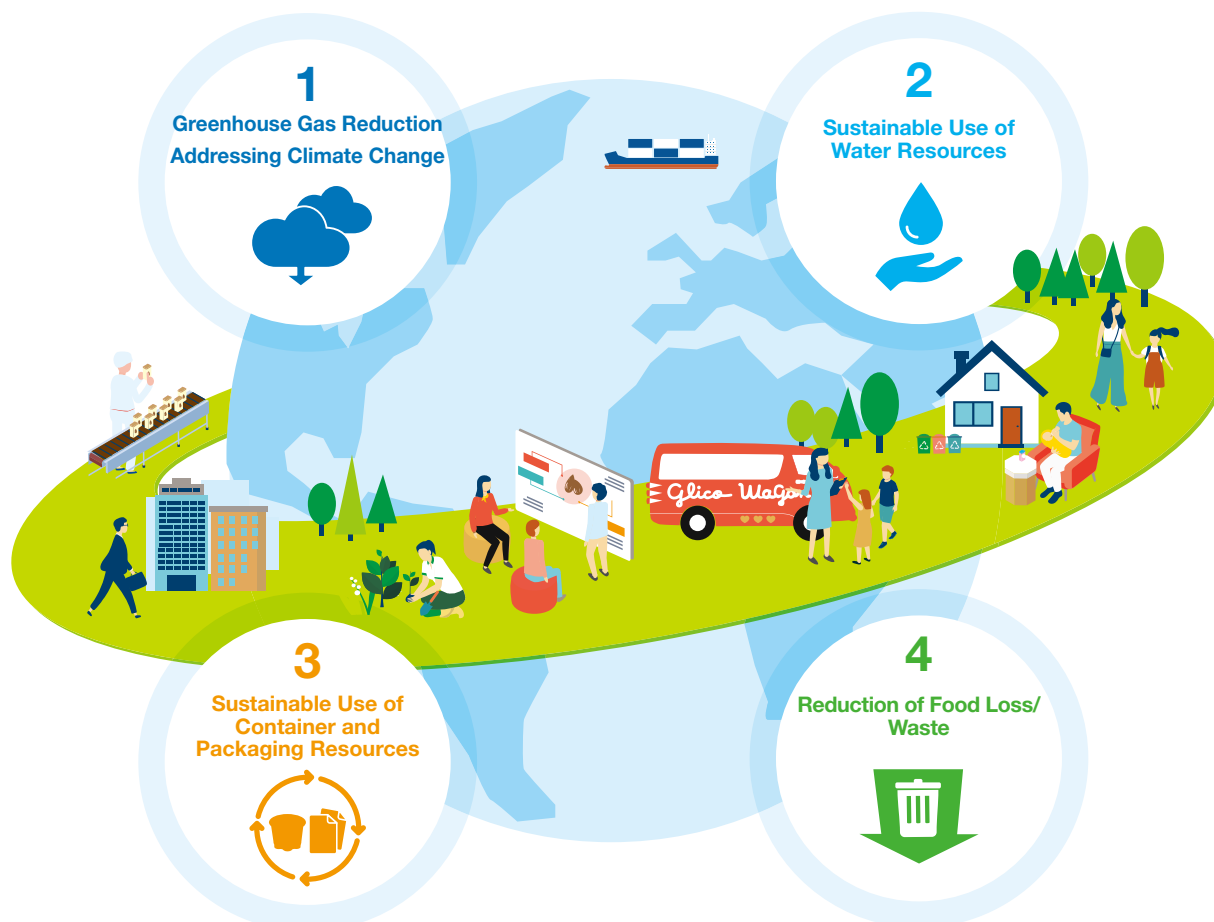 1
Greenhouse Gas Reduction
Addressing Climate Change
2
Sustainable Use of
Water Resources
Glico WaGon
3
Sustainable Use of
Container and
Packaging Resources
4
Reduction of Food Loss/
Waste